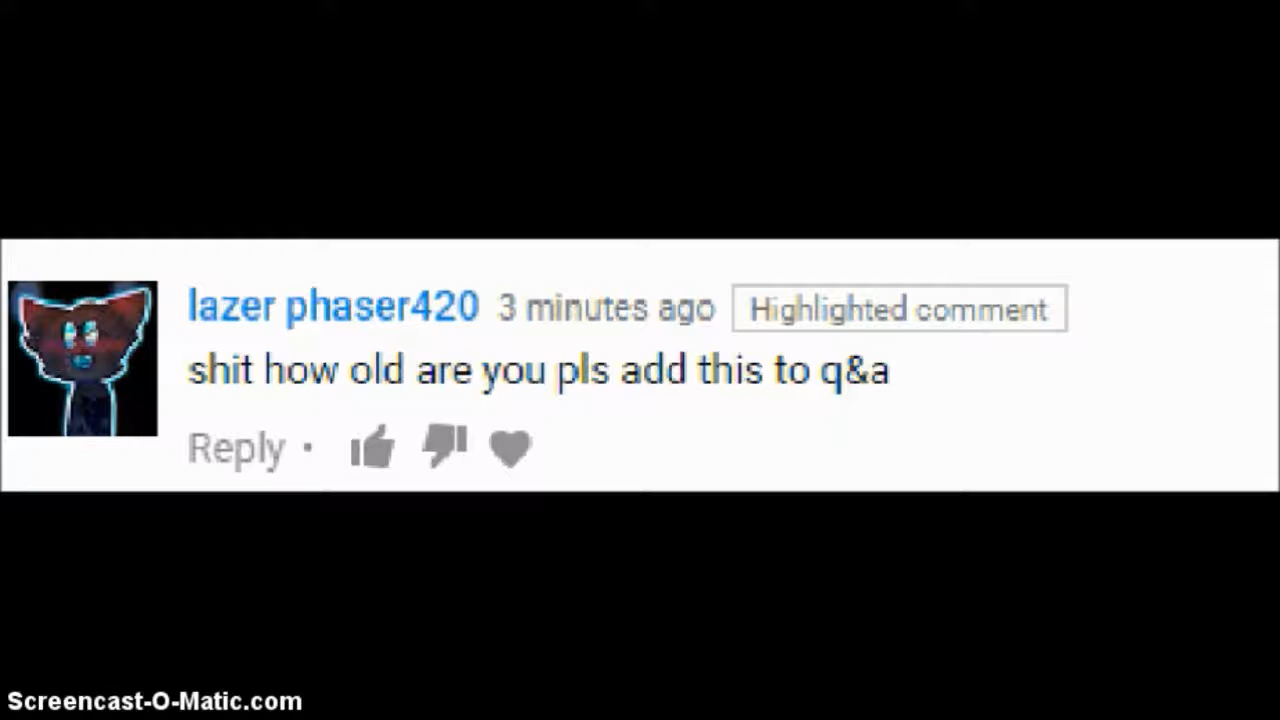 lazer phaser420 3 minutes ago Highlighted comment
shit how old are you pls add this to q&a
Reply •
Screencast-O-Matic.com